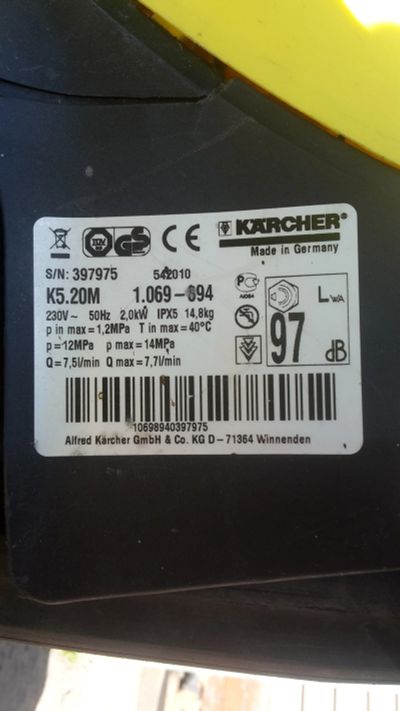 KÄRCHER®
Made in Germany
S/N: 397975 542010
K5.20M 1.069-894
230V~ 50Hz 2,0kW IPX5 14,8kg
p in max=1,2MPa T in max=40°C
p=12MPa p max=14MPa
Q=7,5l/min Q max=7,7l/min
LWA
97 dB
10698940397975
Alfred Kärcher GmbH & Co. KG D-71364 Winnenden